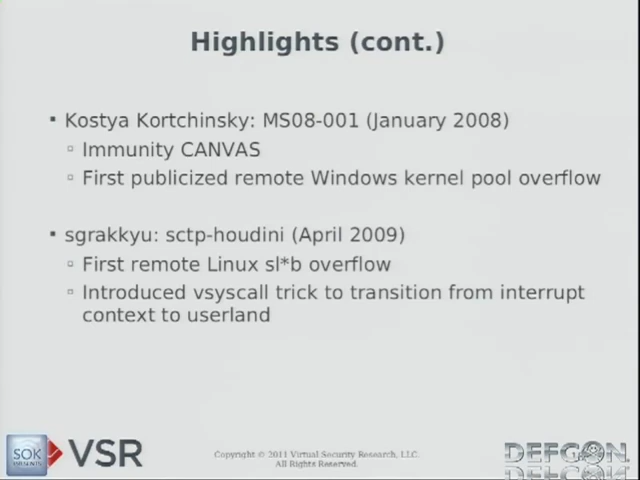 Highlights (cont.)
▪ Kostya Kortchinsky: MS08-001 (January 2008)
▫ Immunity CANVAS
▫ First publicized remote Windows kernel pool overflow
▪ sgrakkyu: sctp-houdini (April 2009)
▫ First remote Linux sl*b overflow
▫ Introduced vsyscall trick to transition from interrupt
context to userland
SOK
VSR
Copyright © 2011 Virtual Security Research, LLC.
All Rights Reserved.
DEFCON